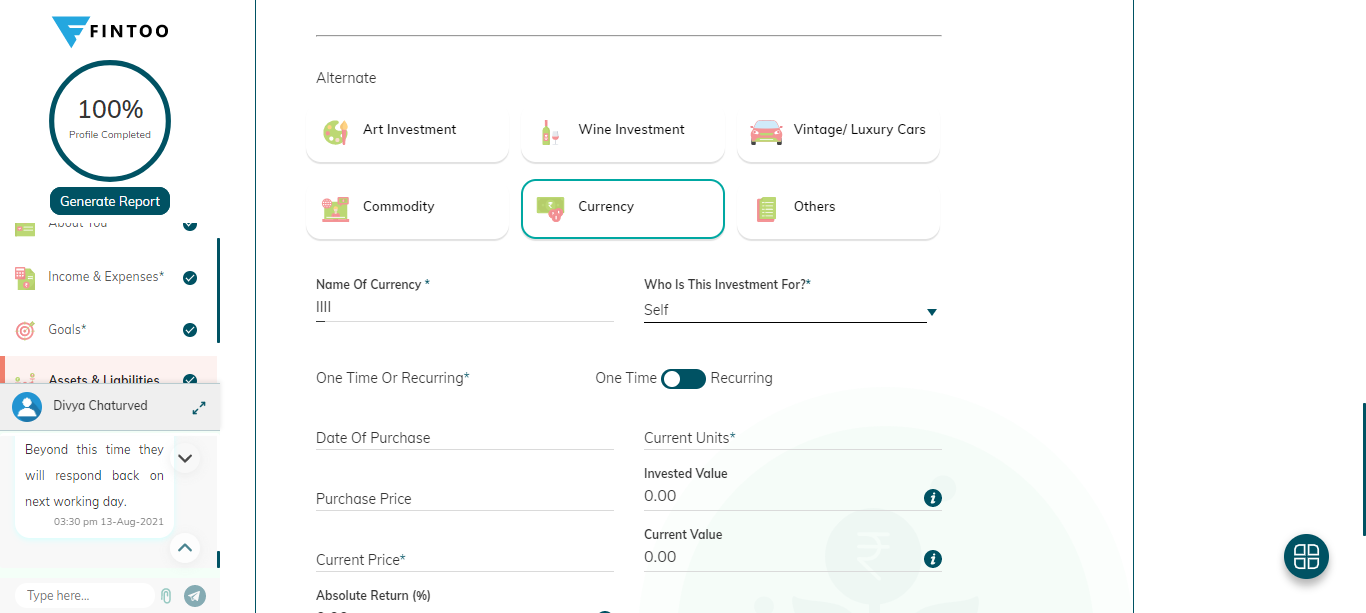 FINTOO
100%
Profile Completed
Generate Report
About You
Income & Expenses*
Goals*
Assets & Liabilities
Divya Chaturved
Beyond this time they
will respond back on
next working day.
03:30 pm 13-Aug-2021
Type here...
Alternate
Art Investment
Wine Investment
Vintage/ Luxury Cars
Commodity
Currency
Others
Name Of Currency *
Who Is This Investment For?*
Self
One Time Or Recurring*
One Time
Recurring
Date Of Purchase
Current Units*
Invested Value
Purchase Price
0.00
Current Value
Current Price*
0.00
Absolute Return (%)